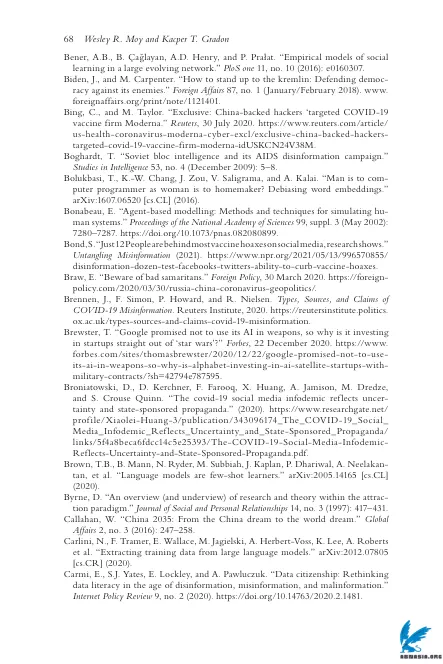 68 Wesley R. Moy and Kacper T. Gradon
Bener, A.B., B. Çağlayan, A.D. Henry, and P. Prałat. “Empirical models of social
learning in a large evolving network.” PloS one 11, no. 10 (2016): e0160307.
Biden, J., and M. Carpenter. “How to stand up to the kremlin: Defending democ-
racy against its enemies.” Foreign Affairs 87, no. 1 (January/February 2018). www.
foreignaffairs.org/print/note/1121401.
Bing, C., and M. Taylor. “Exclusive: China-backed hackers ‘targeted COVID-19
vaccine firm Moderna.” Reuters, 30 July 2020. https://www.reuters.com/article/
us-health-coronavirus-moderna-cyber-excl/exclusive-china-backed-hackers-
targeted-covid-19-vaccine-firm-moderna-idUSKCN24V38M.
Boghardt, T. “Soviet bloc intelligence and its AIDS disinformation campaign.”
Studies in Intelligence 53, no. 4 (December 2009): 5–8.
Bolukbasi, T., K.-W. Chang, J. Zou, V. Saligrama, and A. Kalai. “Man is to com-
puter programmer as woman is to homemaker? Debiasing word embeddings.”
arXiv:1607.06520 [cs.CL] (2016).
Bonabeau, E. “Agent-based modelling: Methods and techniques for simulating hu-
man systems.” Proceedings of the National Academy of Sciences 99, suppl. 3 (May 2002):
7280–7287. https://doi.org/10.1073/pnas.082080899.
Bond, S. “Just 12 People are behind most vaccine hoaxes on social media, research shows.”
Untangling Misinformation (2021). https://www.npr.org/2021/05/13/996570855/
disinformation-dozen-test-facebooks-twitters-ability-to-curb-vaccine-hoaxes.
Braw, E. “Beware of bad samaritans.” Foreign Policy, 30 March 2020. https://foreign-
policy.com/2020/03/30/russia-china-coronavirus-geopolitics/.
Brennen, J., F. Simon, P. Howard, and R. Nielsen. Types, Sources, and Claims of
COVID-19 Misinformation. Reuters Institute, 2020. https://reutersinstitute.politics.
ox.ac.uk/types-sources-and-claims-covid-19-misinformation.
Brewster, T. “Google promised not to use its AI in weapons, so why is it investing
in startups straight out of ‘star wars’?” Forbes, 22 December 2020. https://www.
forbes.com/sites/thomasbrewster/2020/12/22/google-promised-not-to-use-
its-ai-in-weapons-so-why-is-alphabet-investing-in-ai-satellite-startups-with-
military-contracts/?sh=42794e787595.
Broniatowski, D., D. Kerchner, F. Farooq, X. Huang, A. Jamison, M. Dredze,
and S. Crouse Quinn. “The covid-19 social media infodemic reflects uncer-
tainty and state-sponsored propaganda.” (2020). https://www.researchgate.net/
profile/Xiaolei-Huang-3/publication/343096174_The_COVID-19_Social_
Media_Infodemic_Reflects_Uncertainty_and_State-Sponsored_Propaganda/
links/5f4a8beca6fdcc14c5e25393/The-COVID-19-Social-Media-Infodemic-
Reflects-Uncertainty-and-State-Sponsored-Propaganda.pdf.
Brown, T.B., B. Mann, N. Ryder, M. Subbiah, J. Kaplan, P. Dhariwal, A. Neelakan-
tan, et al. “Language models are few-shot learners.” arXiv:2005.14165 [cs.CL]
(2020).
Byrne, D. “An overview (and underview) of research and theory within the attrac-
tion paradigm.” Journal of Social and Personal Relationships 14, no. 3 (1997): 417–431.
Callahan, W. “China 2035: From the China dream to the world dream.” Global
Affairs 2, no. 3 (2016): 247–258.
Carlini, N., F. Tramer, E. Wallace, M. Jagielski, A. Herbert-Voss, K. Lee, A. Roberts
et al. “Extracting training data from large language models.” arXiv:2012.07805
[cs.CR] (2020).
Carmi, E., S.J. Yates, E. Lockley, and A. Pawluczuk. “Data citizenship: Rethinking
data literacy in the age of disinformation, misinformation, and malinformation.”
Internet Policy Review 9, no. 2 (2020). https://doi.org/10.14763/2020.2.1481.